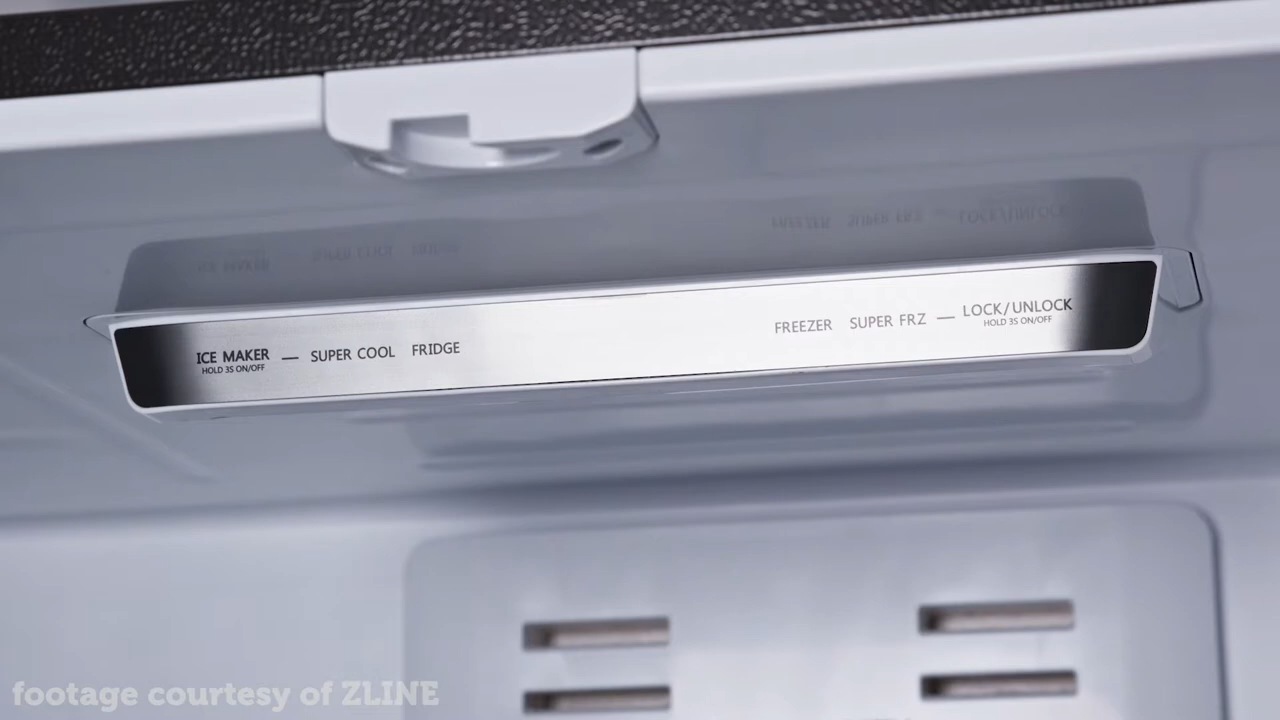 ICE MAKER — SUPER COOL FRIDGE
HOLD 3S ON/OFF
FREEZER SUPER FRZ — LOCK/UNLOCK
HOLD 3S ON/OFF
footage courtesy of ZLINE